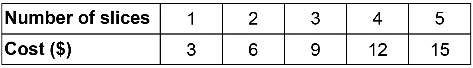 Number of slices 1 2 3 4 5
Cost ($) 3 6 9 12 15